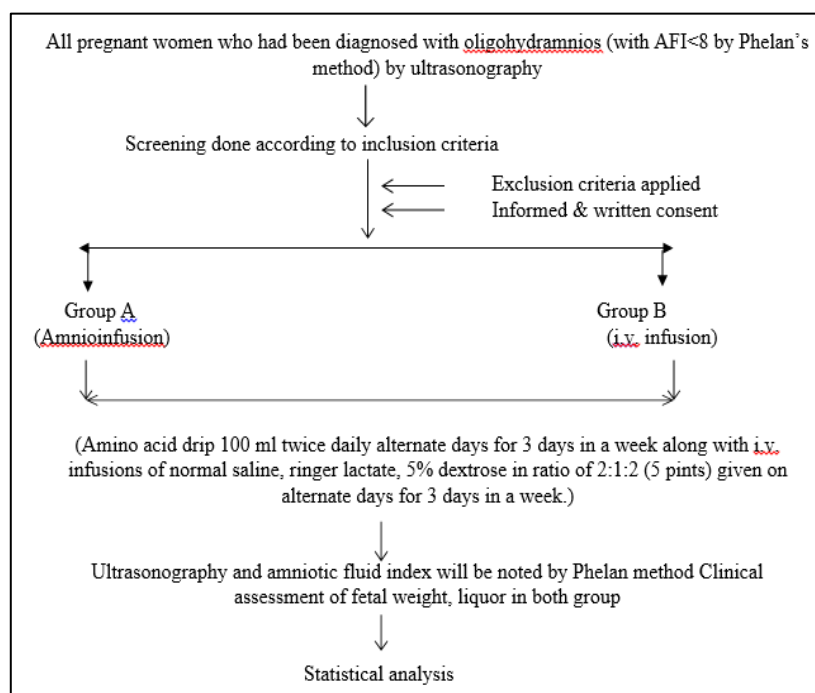 All pregnant women who had been diagnosed with oligohydramnios (with AFI<8 by Phelan's
method) by ultrasonography
Screening done according to inclusion criteria
Exclusion criteria applied
Informed & written consent
Group A
(Amnioinfusion)
Group B
(i.v. infusion)
(Amino acid drip 100 ml twice daily alternate days for 3 days in a week along with i.v.
infusions of normal saline, ringer lactate, 5% dextrose in ratio of 2:1:2 (5 pints) given on
alternate days for 3 days in a week.)
Ultrasonography and amniotic fluid index will be noted by Phelan method Clinical
assessment of fetal weight, liquor in both group
Statistical analysis